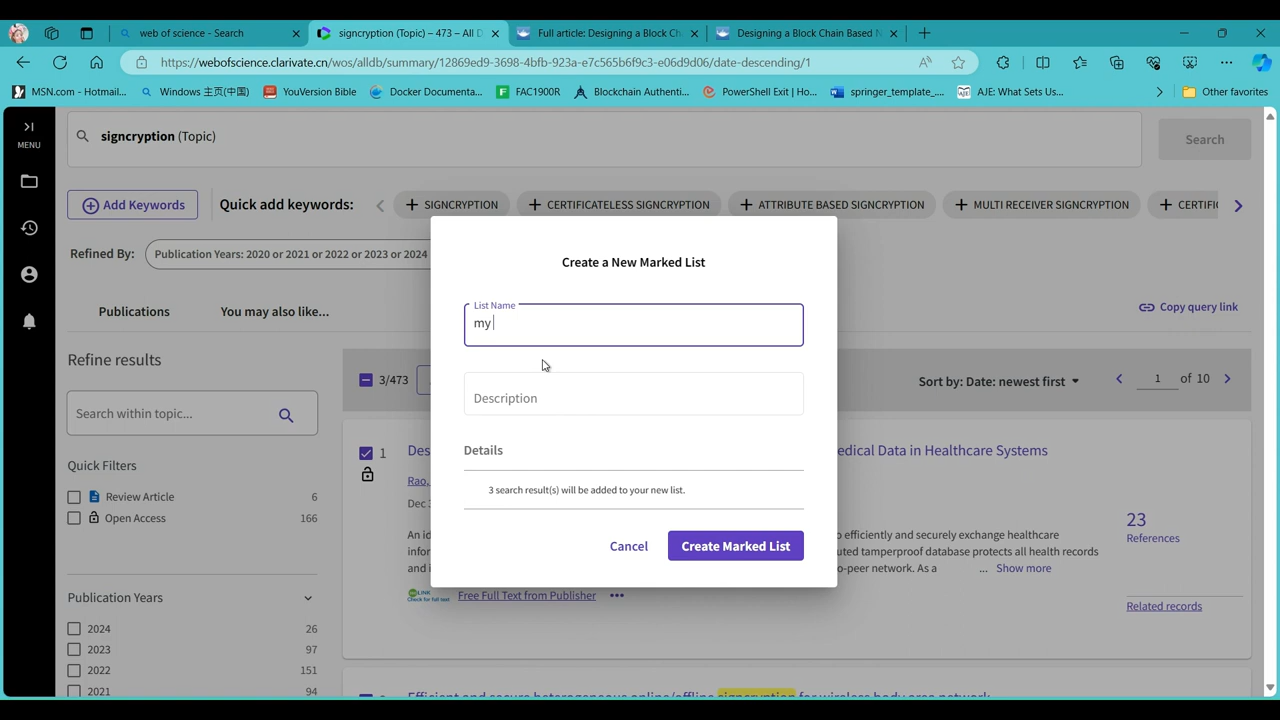 web of science - Search
signcryption (Topic) – 473 – All D
Full article: Designing a Block Ch
Designing a Block Chain Based N
https://webofscience.clarivate.cn/wos/alldb/summary/12869ed9-3698-4bfb-923a-e7c565b6f9c3-e06d9d06/date-descending/1
MSN.com - Hotmail...
Windows 主页(中国)
YouVersion Bible
Docker Documenta...
FAC1900R
Blockchain Authenti...
PowerShell Exit | Ho...
springer_template_...
AJE: What Sets Us...
Other favorites
MENU
signcryption (Topic)
Search
Add Keywords
Quick add keywords:
SIGNCRYPTION
CERTIFICATELESS SIGNCRYPTION
ATTRIBUTE BASED SIGNCRYPTION
MULTI RECEIVER SIGNCRYPTION
CERTIFI
Refined By:
Publication Years: 2020 or 2021 or 2022 or 2023 or 2024
Publications
You may also like...
Copy query link
Create a New Marked List
List Name
my
Description
Details
3 search result(s) will be added to your new list.
Cancel
Create Marked List
Refine results
Search within topic...
Quick Filters
Review Article 6
Open Access 166
Publication Years
2024 26
2023 97
2022 151
2021 94
3/473
Sort by: Date: newest first
1 of 10
1
Des
edical Data in Healthcare Systems
Rao,
Dec
An id
o efficiently and securely exchange healthcare
infor
uted tamperproof database protects all health records
and i
o-peer network. As a ... Show more
LINK
Check for full text
Free Full Text from Publisher
23
References
Related records
Efficient and secure heterogeneous online/offline signcryption for wireless body area network